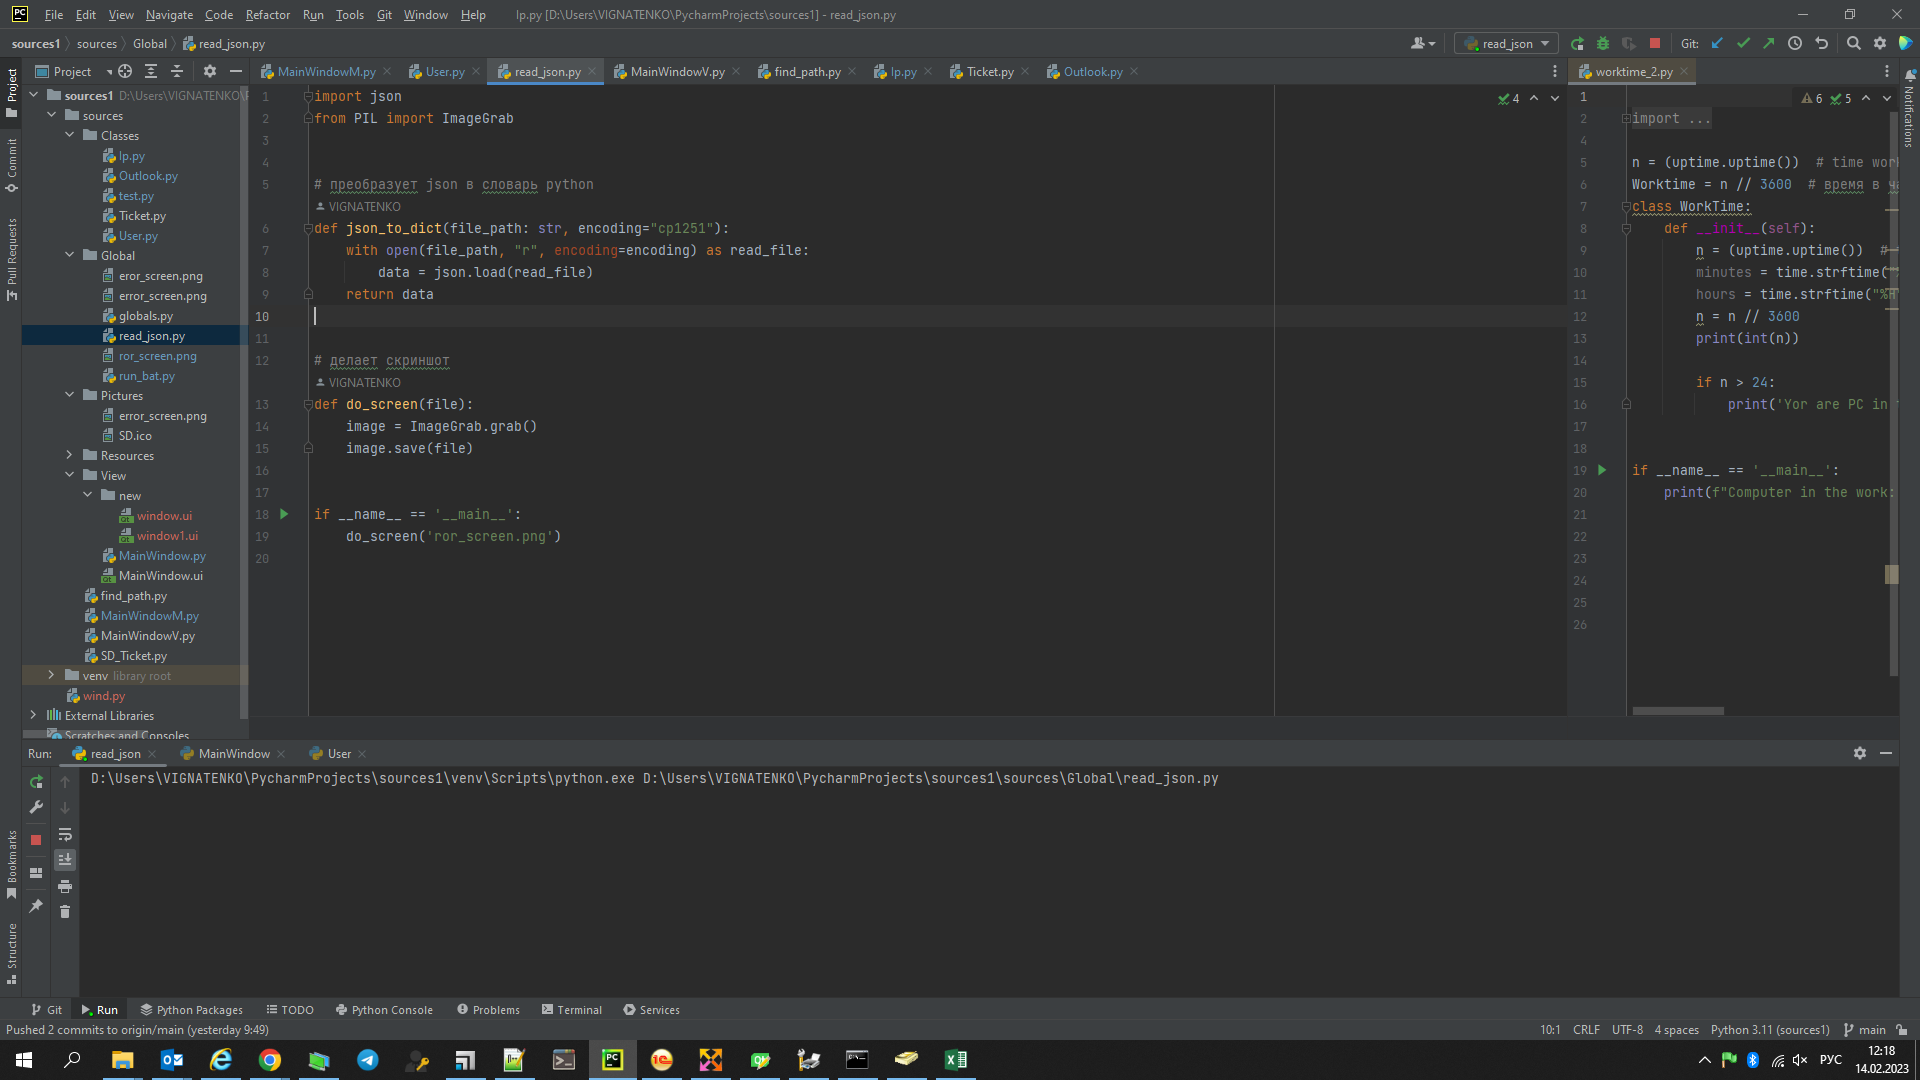 PC File Edit View Navigate Code Refactor Run Tools Git Window Help Ip.py [D:\Users\VIGNATENKO\PycharmProjects\sources1] - read_json.py
sources1 sources Global read_json.py
read_json Git:
Project
MainWindowM.py User.py read_json.py MainWindowV.py find_path.py Ip.py Ticket.py Outlook.py
worktime_2.py
Project
Commit
Pull Requests
Bookmarks
Structure
Notifications
sources1 D:\Users\VIGNATENKO\
sources
Classes
Ip.py
Outlook.py
test.py
Ticket.py
User.py
Global
eror_screen.png
error_screen.png
globals.py
read_json.py
ror_screen.png
run_bat.py
Pictures
error_screen.png
SD.ico
Resources
View
new
window.ui
window1.ui
MainWindow.py
MainWindow.ui
find_path.py
MainWindowM.py
MainWindowV.py
SD_Ticket.py
venv library root
wind.py
External Libraries
Scratches and Consoles
4
1 import json
2 from PIL import ImageGrab
3
4
5 # преобразует json в словарь python
VIGNATENKO
6 def json_to_dict(file_path: str, encoding="cp1251"):
7 with open(file_path, "r", encoding=encoding) as read_file:
8 data = json.load(read_file)
9 return data
10
11
12 # делает скриншот
VIGNATENKO
13 def do_screen(file):
14 image = ImageGrab.grab()
15 image.save(file)
16
17
18 if __name__ == '__main__':
19 do_screen('ror_screen.png')
20
6 5
1
2 import ...
4
5 n = (uptime.uptime()) # time wor
6 Worktime = n // 3600 # время в ча
7 class WorkTime:
8 def __init__(self):
9 n = (uptime.uptime()) #
10 minutes = time.strftime("
11 hours = time.strftime("%H
12 n = n // 3600
13 print(int(n))
14
15 if n > 24:
16 print('Yor are PC in
17
18
19 if __name__ == '__main__':
20 print(f"Computer in the work:
21
22
23
24
25
26
Run: read_json MainWindow User
D:\Users\VIGNATENKO\PycharmProjects\sources1\venv\Scripts\python.exe D:\Users\VIGNATENKO\PycharmProjects\sources1\sources\Global\read_json.py
Git Run Python Packages TODO Python Console Problems Terminal Services
Pushed 2 commits to origin/main (yesterday 9:49)
10:1 CRLF UTF-8 4 spaces Python 3.11 (sources1) main
PC
РУС
12:18
14.02.2023